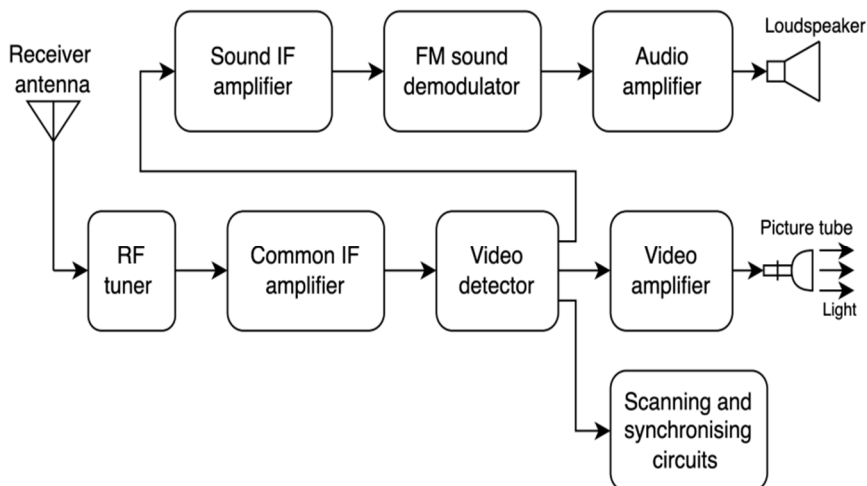 Receiver
antenna
Sound IF
amplifier
FM sound
demodulator
Audio
amplifier
Loudspeaker
RF
tuner
Common IF
amplifier
Video
detector
Video
amplifier
Picture tube
Light
Scanning and
synchronising
circuits